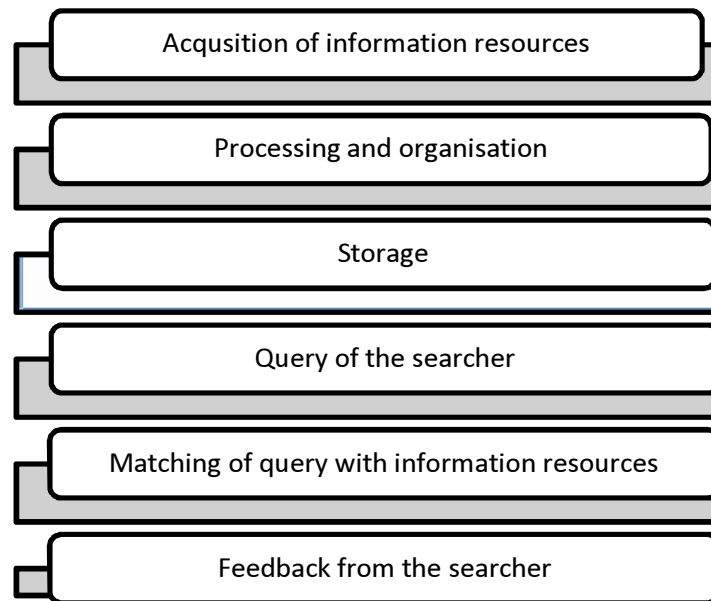 Acqusition of information resources
Processing and organisation
Storage
Query of the searcher
Matching of query with information resources
Feedback from the searcher